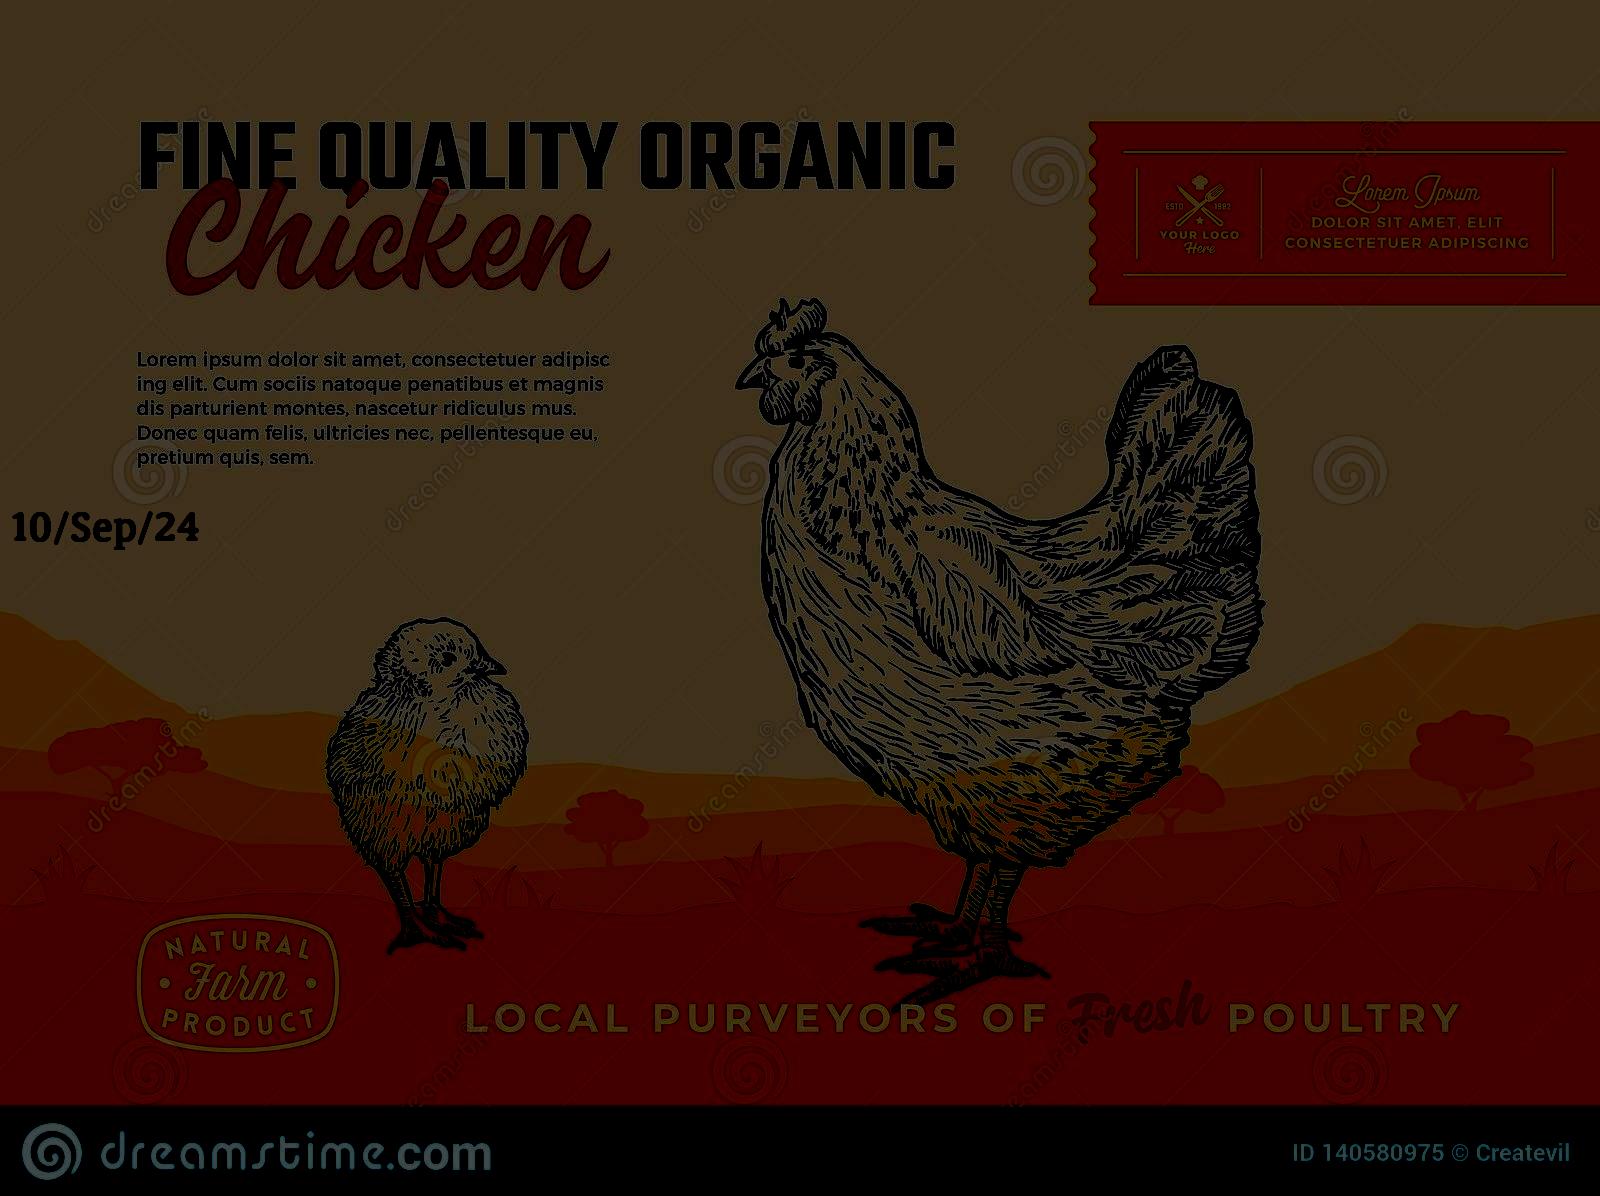 FINE QUALITY ORGANIC
Chicken
ESTD 1992
YOUR LOGO
Here
Lorem Ipsum
DOLOR SIT AMET, ELIT
CONSECTETUER ADIPISCING
Lorem ipsum dolor sit amet, consectetuer adipisc
ing elit. Cum sociis natoque penatibus et magnis
dis parturient montes, nascetur ridiculus mus.
Donec quam felis, ultricies nec, pellentesque eu,
pretium quis, sem.
10/Sep/24
NATURAL
Farm
PRODUCT
LOCAL PURVEYORS OF Fresh POULTRY
dreamstime.com
ID 140580975 © Createvil